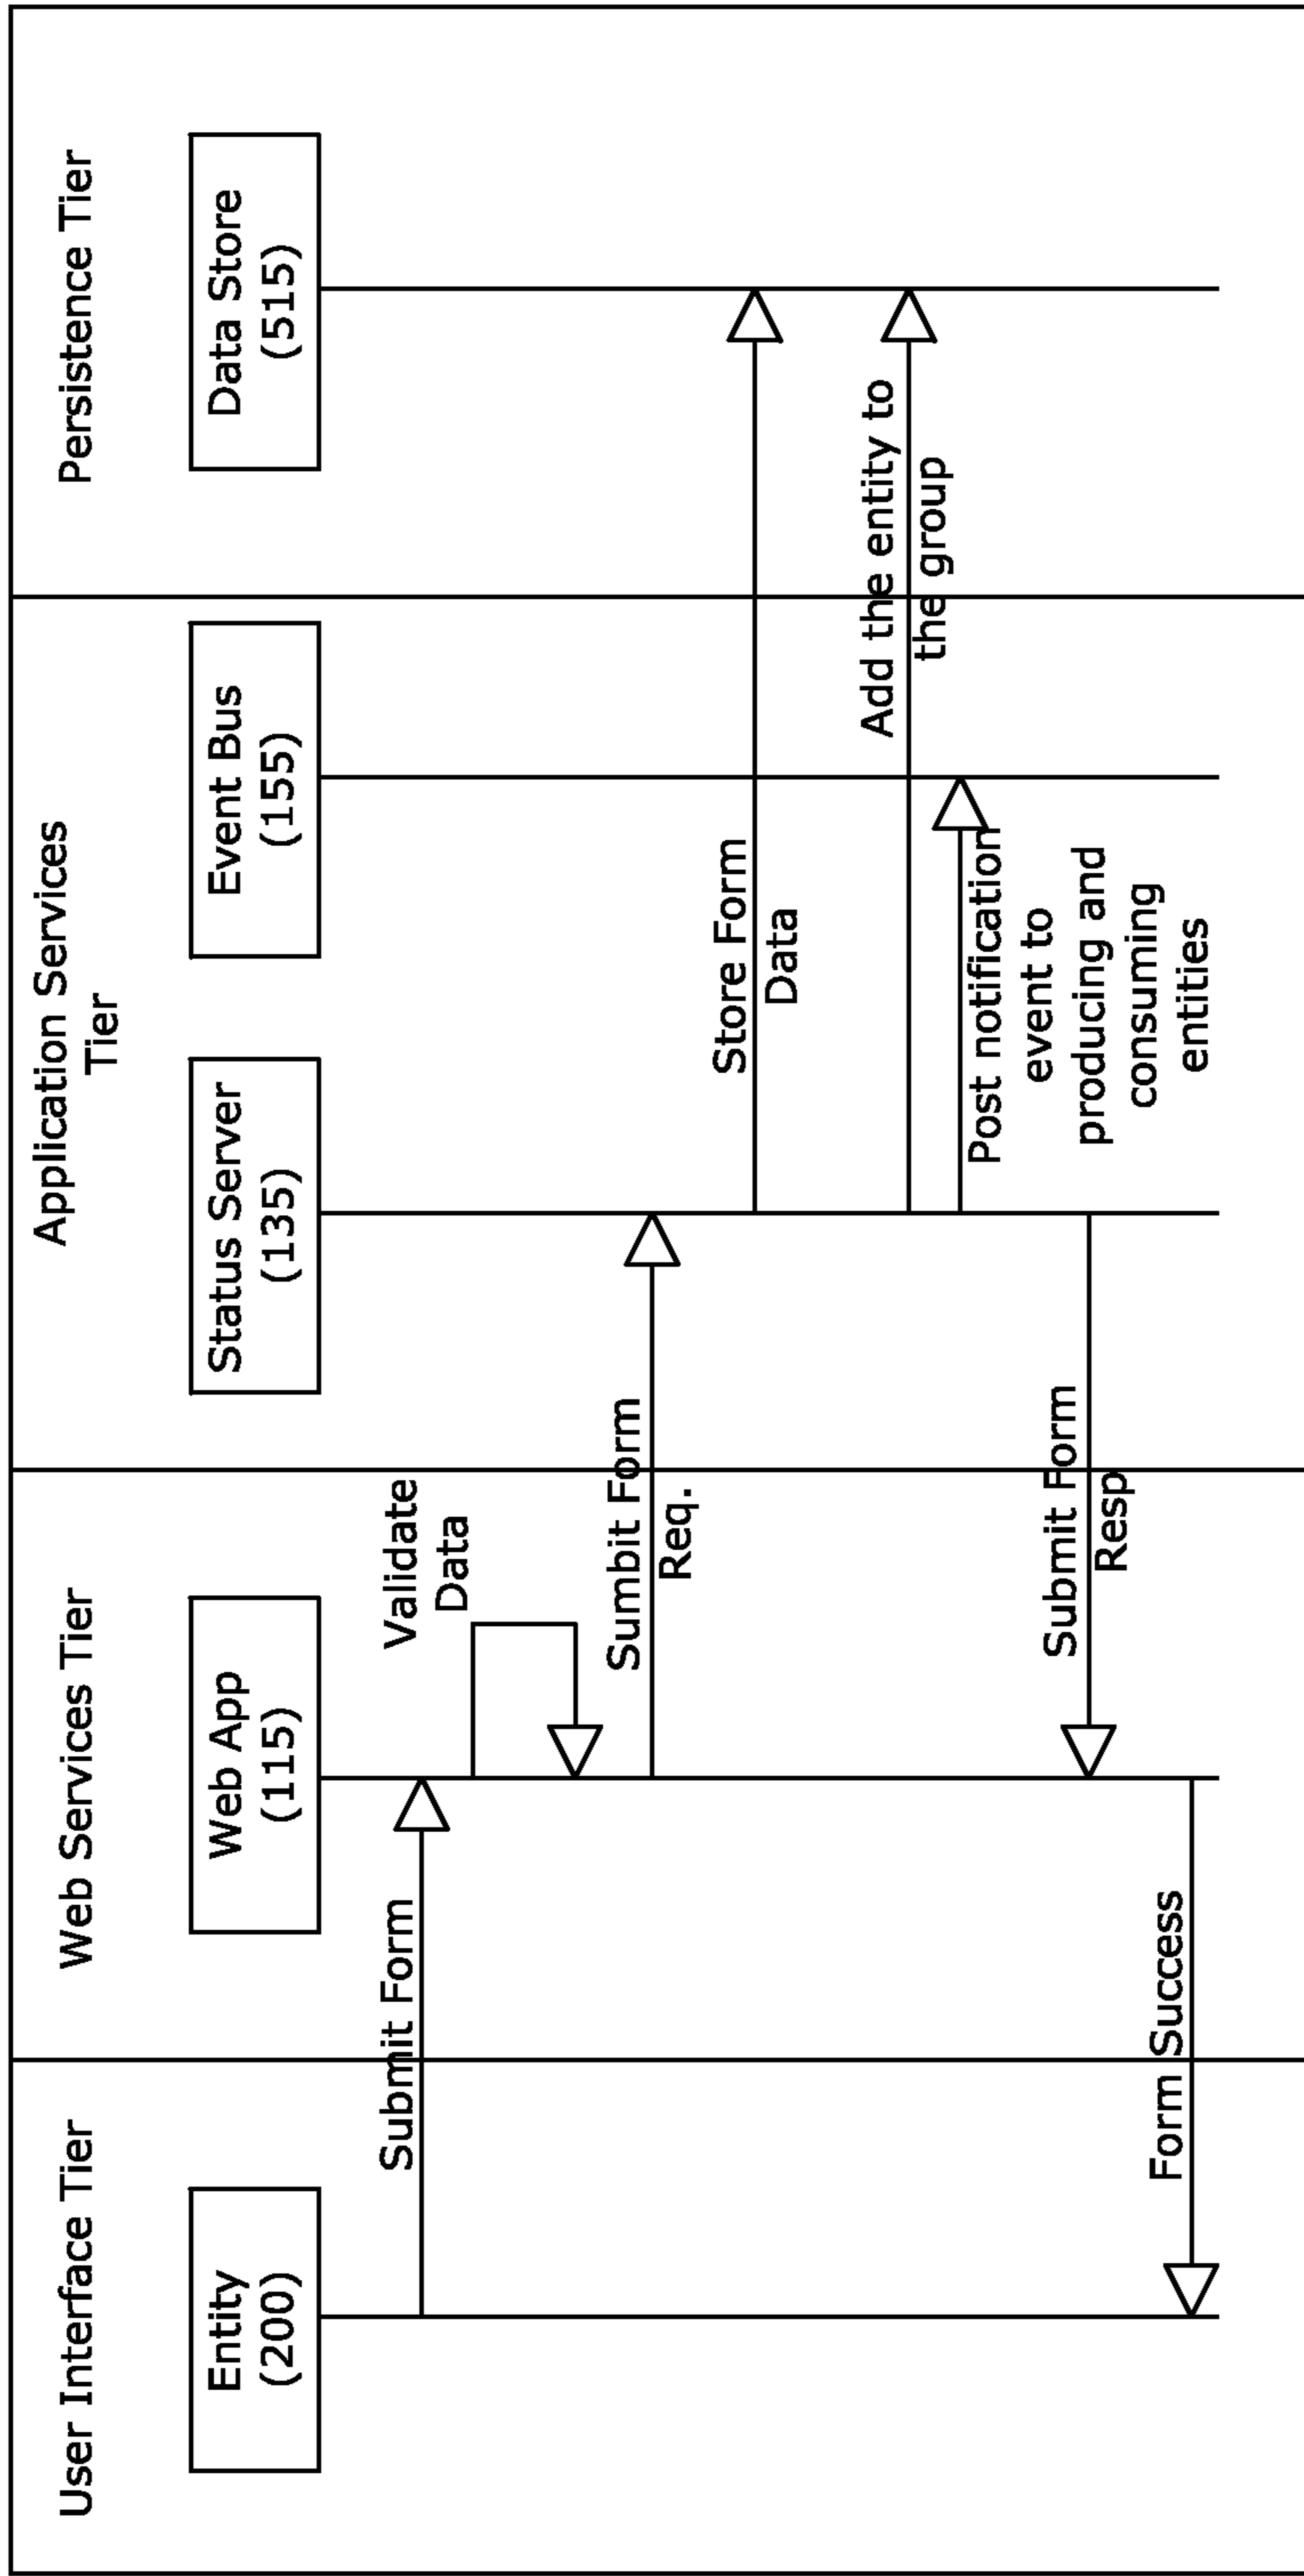 User Interface Tier
Web Services Tier
Application Services
Tier
Persistence Tier
Entity
(200)
Web App
(115)
Status Server
(135)
Event Bus
(155)
Data Store
(515)
Submit Form
Validate
Data
Sumbit Form
Req.
Store Form
Data
Add the entity to
the group
Post notification
event to
producing and
consuming
entities
Submit Form
Resp
Form Success